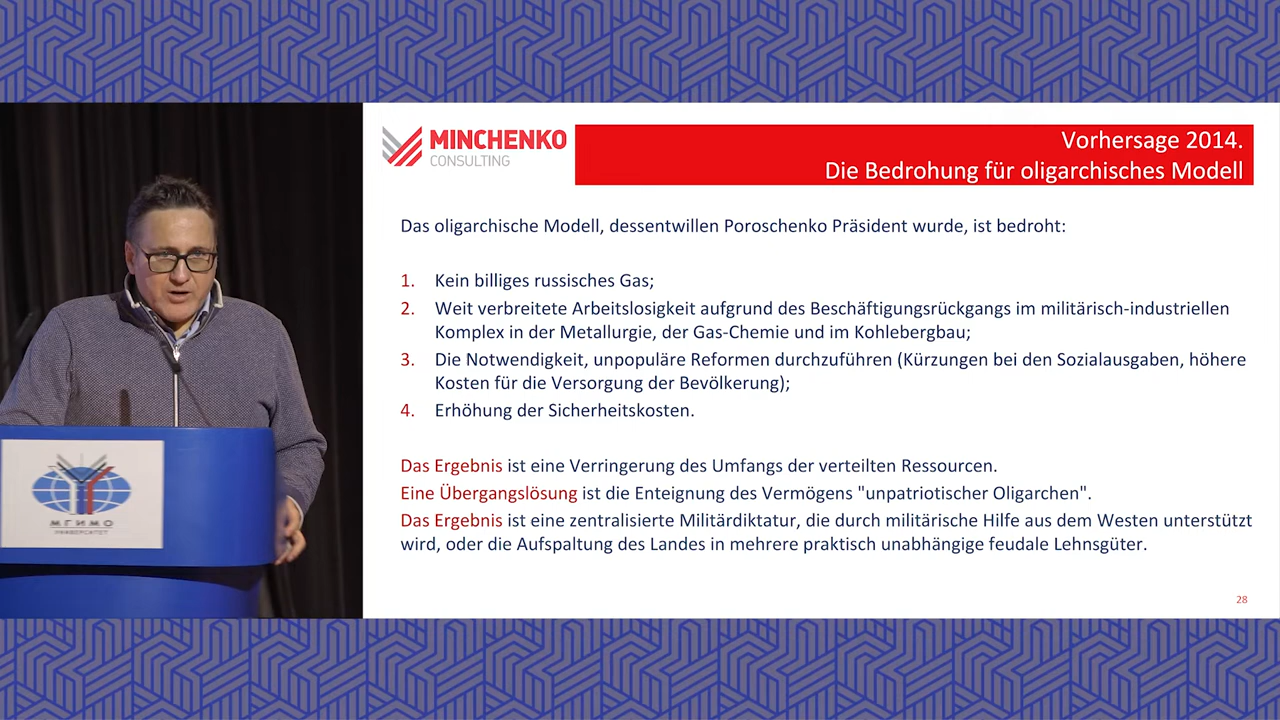 MINCHENKO
CONSULTING
Vorhersage 2014.
Die Bedrohung für oligarchisches Modell
Das oligarchische Modell, dessentwillen Poroschenko Präsident wurde, ist bedroht:
1. Kein billiges russisches Gas;
2. Weit verbreitete Arbeitslosigkeit aufgrund des Beschäftigungsrückgangs im militärisch-industriellen
Komplex in der Metallurgie, der Gas-Chemie und im Kohlebergbau;
3. Die Notwendigkeit, unpopuläre Reformen durchzuführen (Kürzungen bei den Sozialausgaben, höhere
Kosten für die Versorgung der Bevölkerung);
4. Erhöhung der Sicherheitskosten.
Das Ergebnis ist eine Verringerung des Umfangs der verteilten Ressourcen.
Eine Übergangslösung ist die Enteignung des Vermögens "unpatriotischer Oligarchen".
Das Ergebnis ist eine zentralisierte Militärdiktatur, die durch militärische Hilfe aus dem Westen unterstützt
wird, oder die Aufspaltung des Landes in mehrere praktisch unabhängige feudale Lehnsgüter.
28
МГИМО
УНИВЕРСИТЕТ